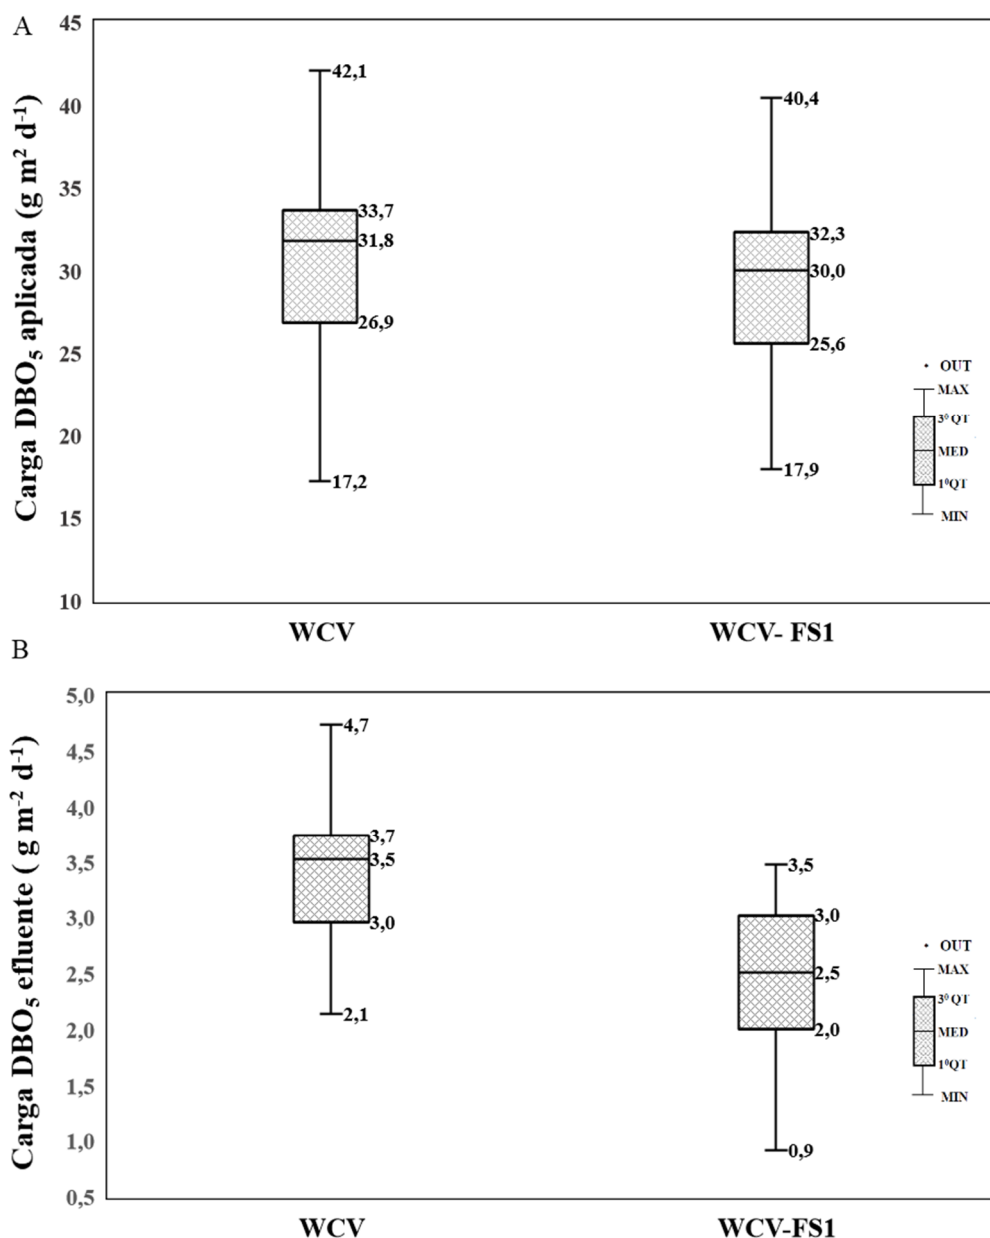 A
Carga DBO5 aplicada (g m² d⁻¹)
45
40
35
30
25
20
15
10
42,1
33,7
31,8
26,9
17,2
40,4
32,3
30,0
25,6
17,9
OUT
MAX
3⁰ QT
MED
1⁰QT
MIN
WCV
WCV- FS1
B
Carga DBO5 efluente ( g m⁻² d⁻¹)
5,0
4,5
4,0
3,5
3,0
2,5
2,0
1,5
1,0
0,5
4,7
3,7
3,5
3,0
2,1
3,5
3,0
2,5
2,0
0,9
OUT
MAX
3⁰ QT
MED
1⁰QT
MIN
WCV
WCV-FS1